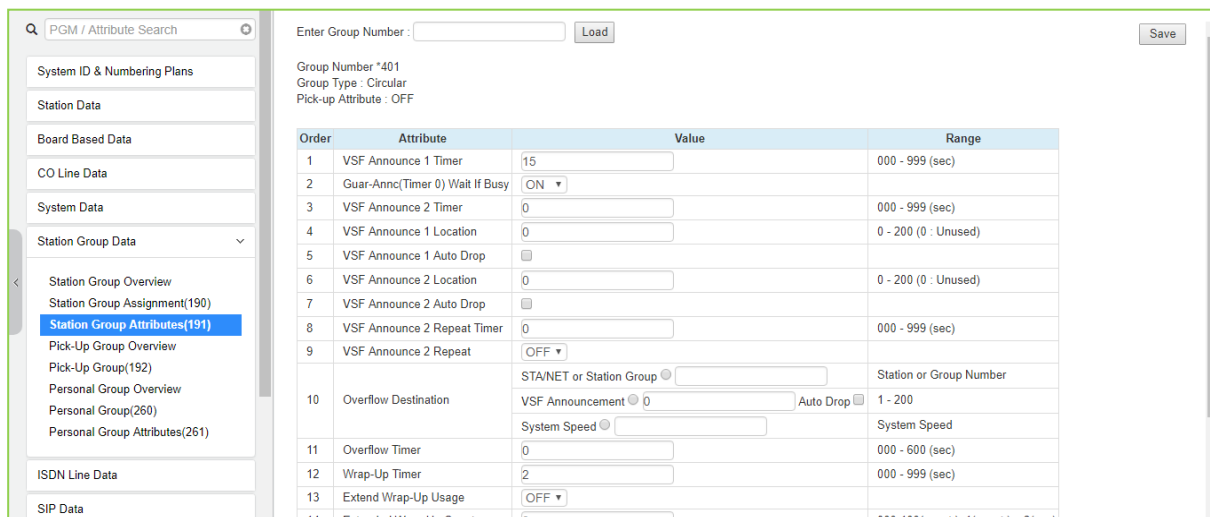 PGM / Attribute Search
System ID & Numbering Plans
Station Data
Board Based Data
CO Line Data
System Data
Station Group Data
Station Group Overview
Station Group Assignment(190)
Station Group Attributes(191)
Pick-Up Group Overview
Pick-Up Group(192)
Personal Group Overview
Personal Group(260)
Personal Group Attributes(261)
ISDN Line Data
SIP Data
Enter Group Number : Load Save
Group Number *401
Group Type : Circular
Pick-up Attribute : OFF
Order Attribute Value Range
1 VSF Announce 1 Timer 15 000 - 999 (sec)
2 Guar-Annc(Timer 0) Wait If Busy ON
3 VSF Announce 2 Timer 0 000 - 999 (sec)
4 VSF Announce 1 Location 0 0 - 200 (0 : Unused)
5 VSF Announce 1 Auto Drop
6 VSF Announce 2 Location 0 0 - 200 (0 : Unused)
7 VSF Announce 2 Auto Drop
8 VSF Announce 2 Repeat Timer 0 000 - 999 (sec)
9 VSF Announce 2 Repeat OFF
10 Overflow Destination
STA/NET or Station Group Station or Group Number
VSF Announcement 0 Auto Drop 1 - 200
System Speed System Speed
11 Overflow Timer 0 000 - 600 (sec)
12 Wrap-Up Timer 2 000 - 999 (sec)
13 Extend Wrap-Up Usage OFF